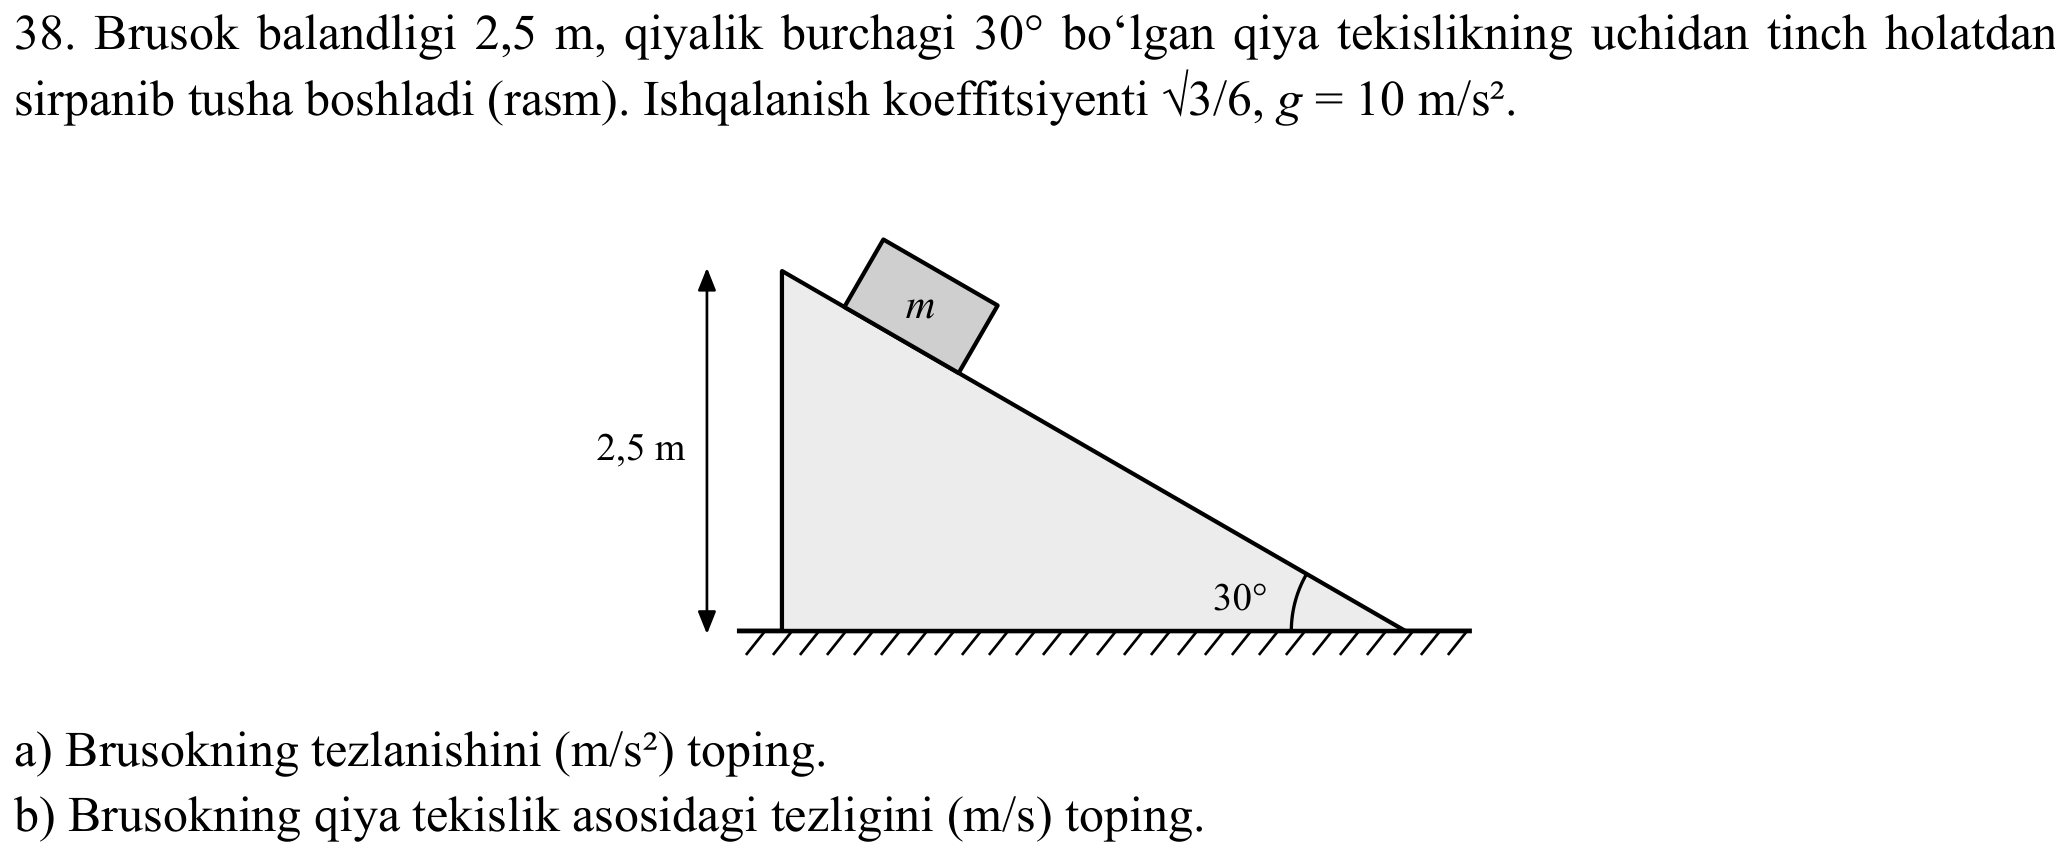 38. Brusok balandligi 2,5 m, qiyalik burchagi 30° bo‘lgan qiya tekislikning uchidan tinch holatdan
sirpanib tusha boshladi (rasm). Ishqalanish koeffitsiyenti √3/6, g = 10 m/s².
m
2,5 m
30°
a) Brusokning tezlanishini (m/s²) toping.
b) Brusokning qiya tekislik asosidagi tezligini (m/s) toping.